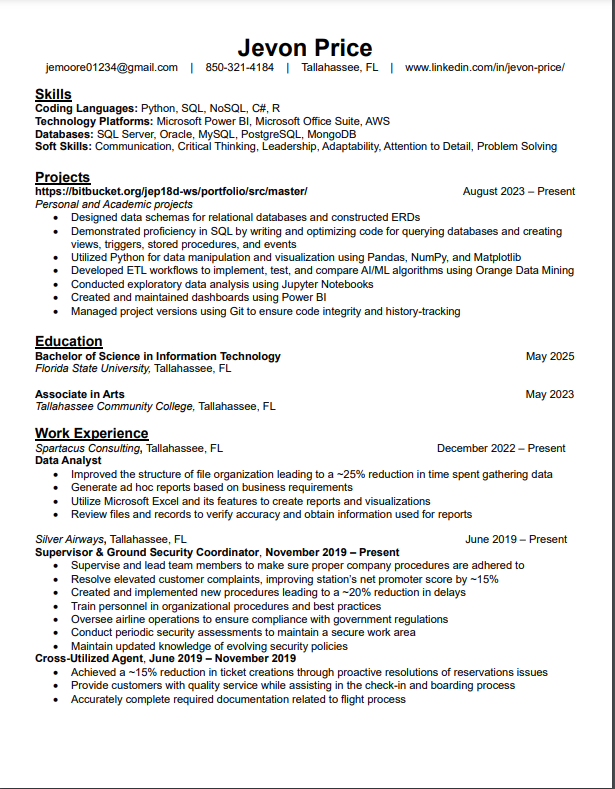 Jevon Price
jemoore01234@gmail.com | 850-321-4184 | Tallahassee, FL | www.linkedin.com/in/jevon-price/
Skills
Coding Languages: Python, SQL, NoSQL, C#, R
Technology Platforms: Microsoft Power BI, Microsoft Office Suite, AWS
Databases: SQL Server, Oracle, MySQL, PostgreSQL, MongoDB
Soft Skills: Communication, Critical Thinking, Leadership, Adaptability, Attention to Detail, Problem Solving
Projects
https://bitbucket.org/jep18d-ws/portfolio/src/master/ August 2023 – Present
Personal and Academic projects
• Designed data schemas for relational databases and constructed ERDs
• Demonstrated proficiency in SQL by writing and optimizing code for querying databases and creating
views, triggers, stored procedures, and events
• Utilized Python for data manipulation and visualization using Pandas, NumPy, and Matplotlib
• Developed ETL workflows to implement, test, and compare AI/ML algorithms using Orange Data Mining
• Conducted exploratory data analysis using Jupyter Notebooks
• Created and maintained dashboards using Power BI
• Managed project versions using Git to ensure code integrity and history-tracking
Education
Bachelor of Science in Information Technology May 2025
Florida State University, Tallahassee, FL
Associate in Arts May 2023
Tallahassee Community College, Tallahassee, FL
Work Experience
Spartacus Consulting, Tallahassee, FL December 2022 – Present
Data Analyst
• Improved the structure of file organization leading to a ~25% reduction in time spent gathering data
• Generate ad hoc reports based on business requirements
• Utilize Microsoft Excel and its features to create reports and visualizations
• Review files and records to verify accuracy and obtain information used for reports
Silver Airways, Tallahassee, FL June 2019 – Present
Supervisor & Ground Security Coordinator, November 2019 – Present
• Supervise and lead team members to make sure proper company procedures are adhered to
• Resolve elevated customer complaints, improving station's net promoter score by ~15%
• Created and implemented new procedures leading to a ~20% reduction in delays
• Train personnel in organizational procedures and best practices
• Oversee airline operations to ensure compliance with government regulations
• Conduct periodic security assessments to maintain a secure work area
• Maintain updated knowledge of evolving security policies
Cross-Utilized Agent, June 2019 – November 2019
• Achieved a ~15% reduction in ticket creations through proactive resolutions of reservations issues
• Provide customers with quality service while assisting in the check-in and boarding process
• Accurately complete required documentation related to flight process